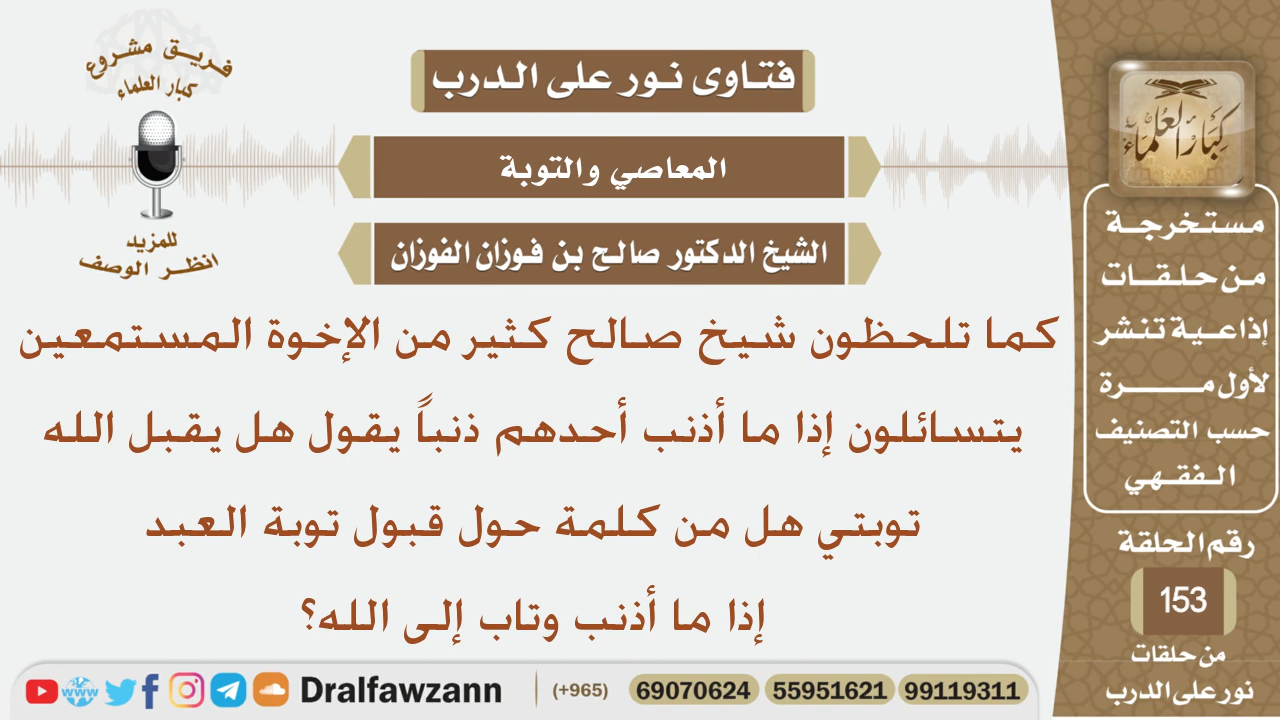 فريق مشروع
كبار العلماء
للمزيد
انظر الوصف
فتاوى نور على الدرب
المعاصي والتوبة
الشيخ الدكتور صالح بن فوزان الفوزان
كما تلحظون شيخ صالح كثير من الإخوة المستمعين
يتسائلون إذا ما أذنب أحدهم ذنباً يقول هل يقبل الله
توبتي هل من كلمة حول قبول توبة العبد
إذا ما أذنب وتاب إلى الله؟
كبار العلماء
مستخرجة
من حلقات
إذاعية تنشر
لأول مرة
حسب التصنيف
الفقهي
رقم الحلقة
153
من حلقات
نور على الدرب
www Dralfawzann (+965) 69070624 55951621 99119311